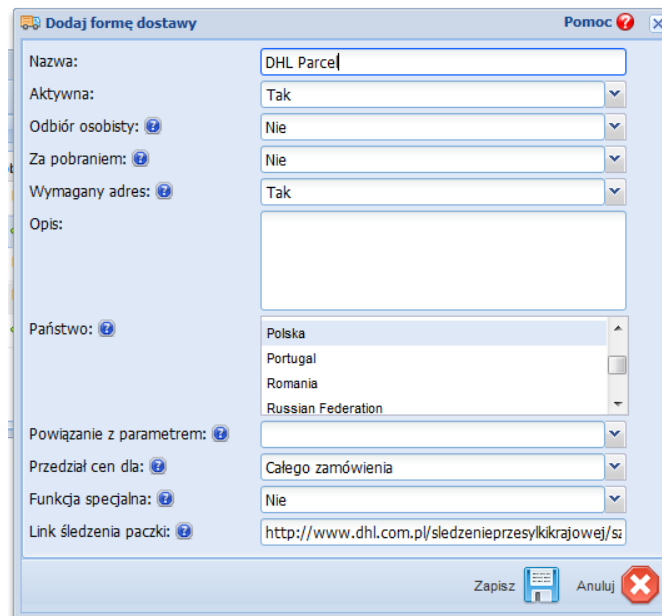 Dodaj formę dostawy Pomoc
Nazwa: DHL Parcel
Aktywna: Tak
Odbiór osobisty: Nie
Za pobraniem: Nie
Wymagany adres: Tak
Opis:
Państwo: Polska
Portugal
Romania
Russian Federation
Powiązanie z parametrem:
Przedział cen dla: Całego zamówienia
Funkcja specjalna: Nie
Link śledzenia paczki: http://www.dhl.com.pl/sledzenieprzesylkikrajowej/sz
Zapisz Anuluj